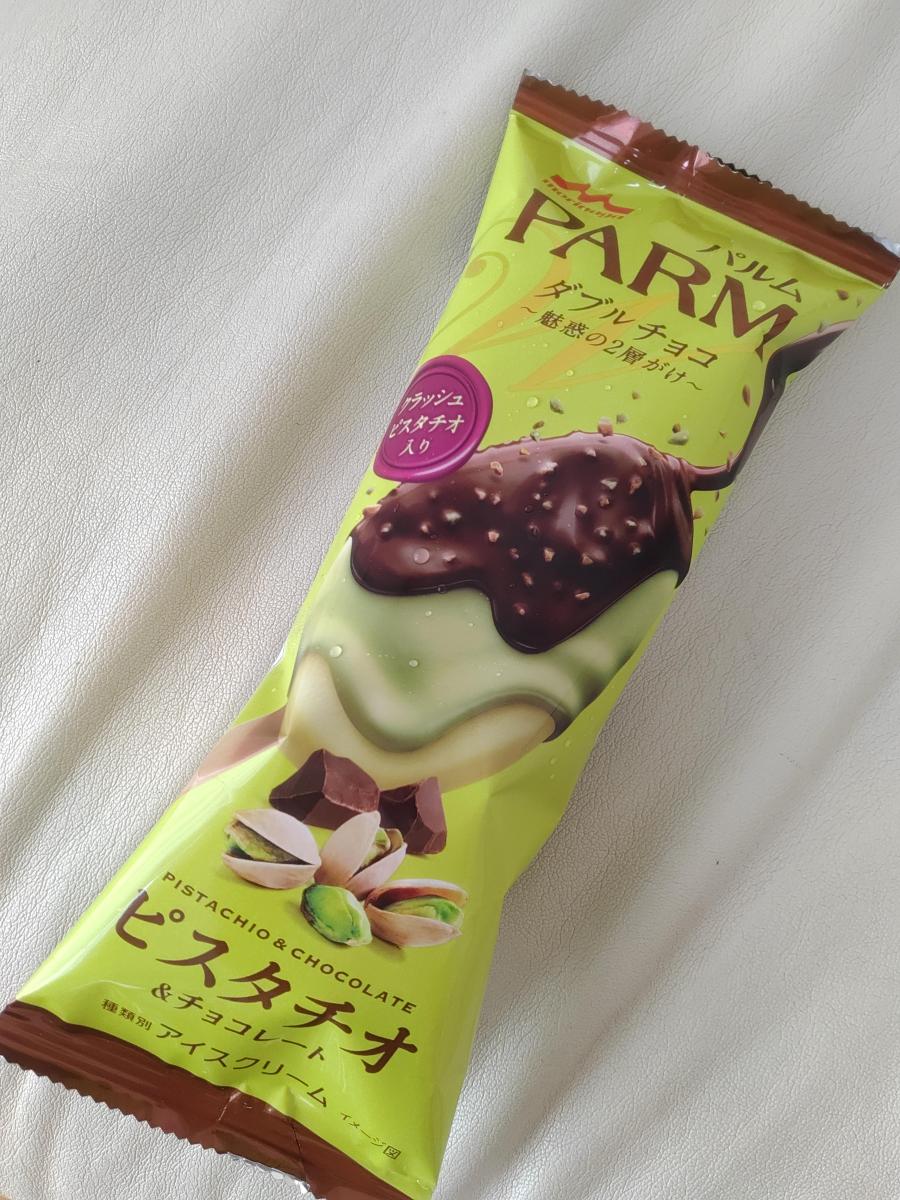 morinaga
PARM
パルム
ダブルチョコ
～魅惑の2層がけ～
クラッシュ
ピスタチオ
入り
PISTACHIO & CHOCOLATE
ピスタチオ
&チョコレート
種類別 アイスクリーム
イメージ図